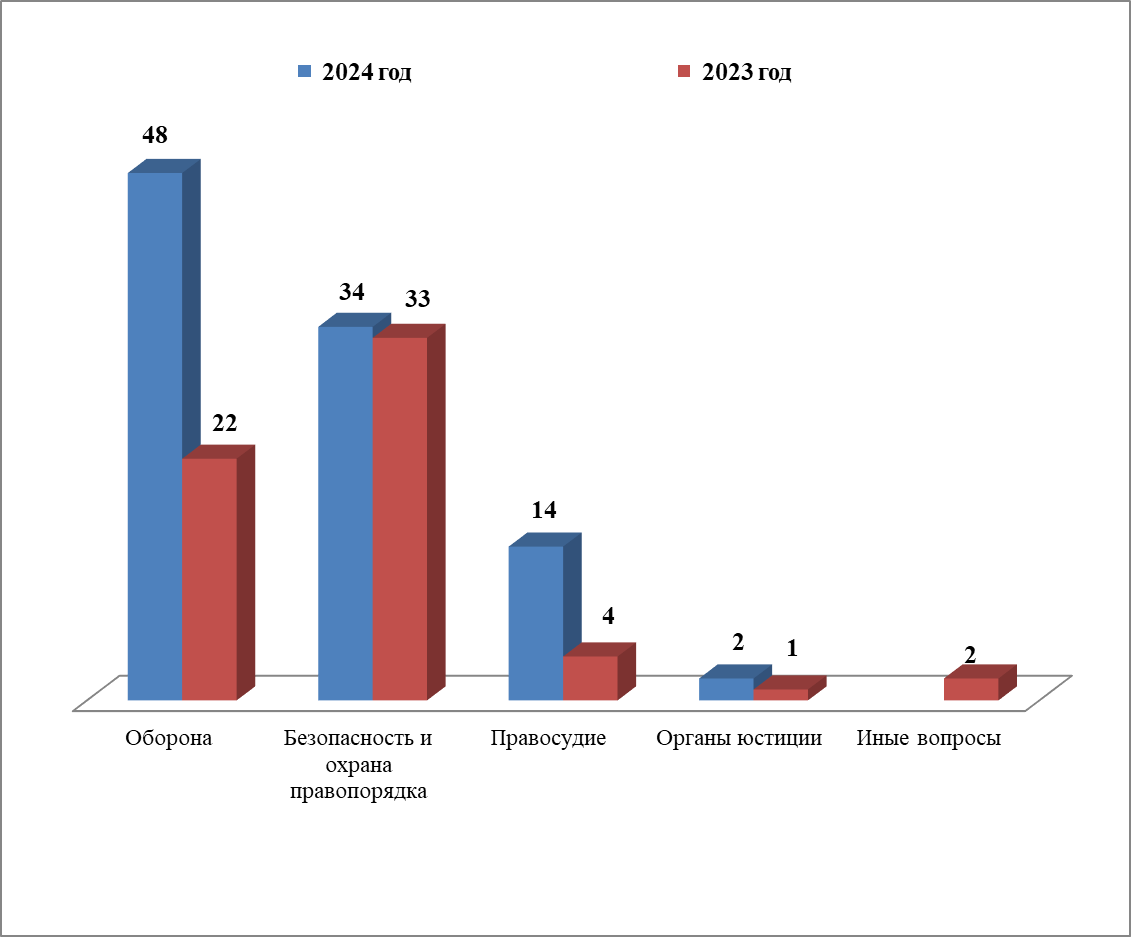 2024 год
2023 год
48
22
34
33
14
4
2
1
2
Оборона
Безопасность и
охрана
правопорядка
Правосудие
Органы юстиции
Иные вопросы